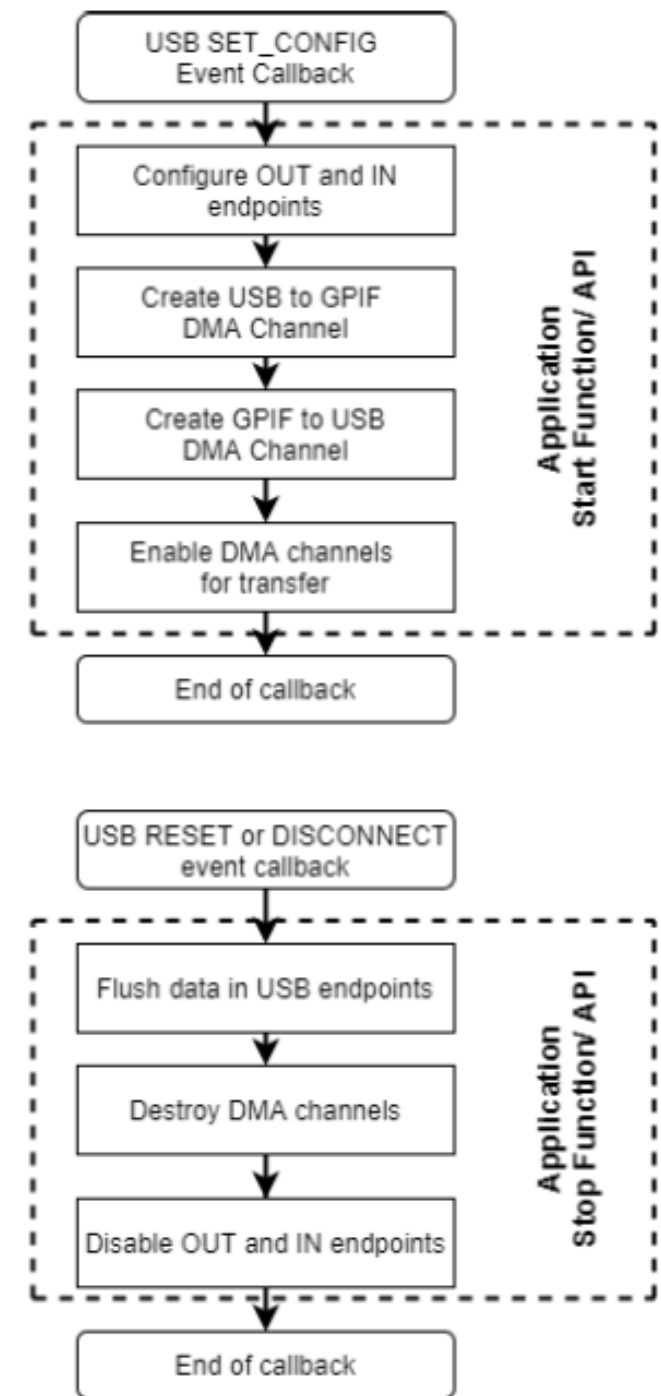 USB SET_CONFIG
Event Callback
Configure OUT and IN
endpoints
Create USB to GPIF
DMA Channel
Create GPIF to USB
DMA Channel
Enable DMA channels
for transfer
Application
Start Function/ API
End of callback
USB RESET or DISCONNECT
event callback
Flush data in USB endpoints
Destroy DMA channels
Disable OUT and IN endpoints
Application
Stop Function/ API
End of callback